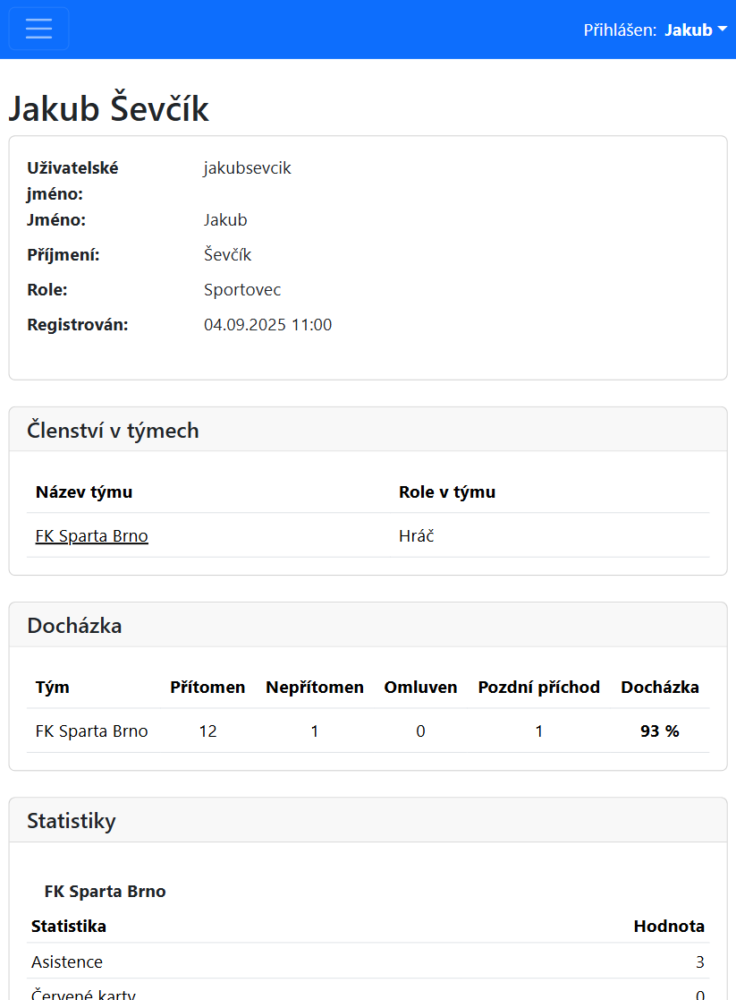 Přihlášen: Jakub
Jakub Ševčík
Uživatelské jméno: jakubsevcik
Jméno: Jakub
Příjmení: Ševčík
Role: Sportovec
Registrován: 04.09.2025 11:00
Členství v týmech
Název týmu Role v týmu
FK Sparta Brno Hráč
Docházka
Tým Přítomen Nepřítomen Omluven Pozdní příchod Docházka
FK Sparta Brno 12 1 0 1 93 %
Statistiky
FK Sparta Brno
Statistika Hodnota
Asistence 3
Červené karty 0